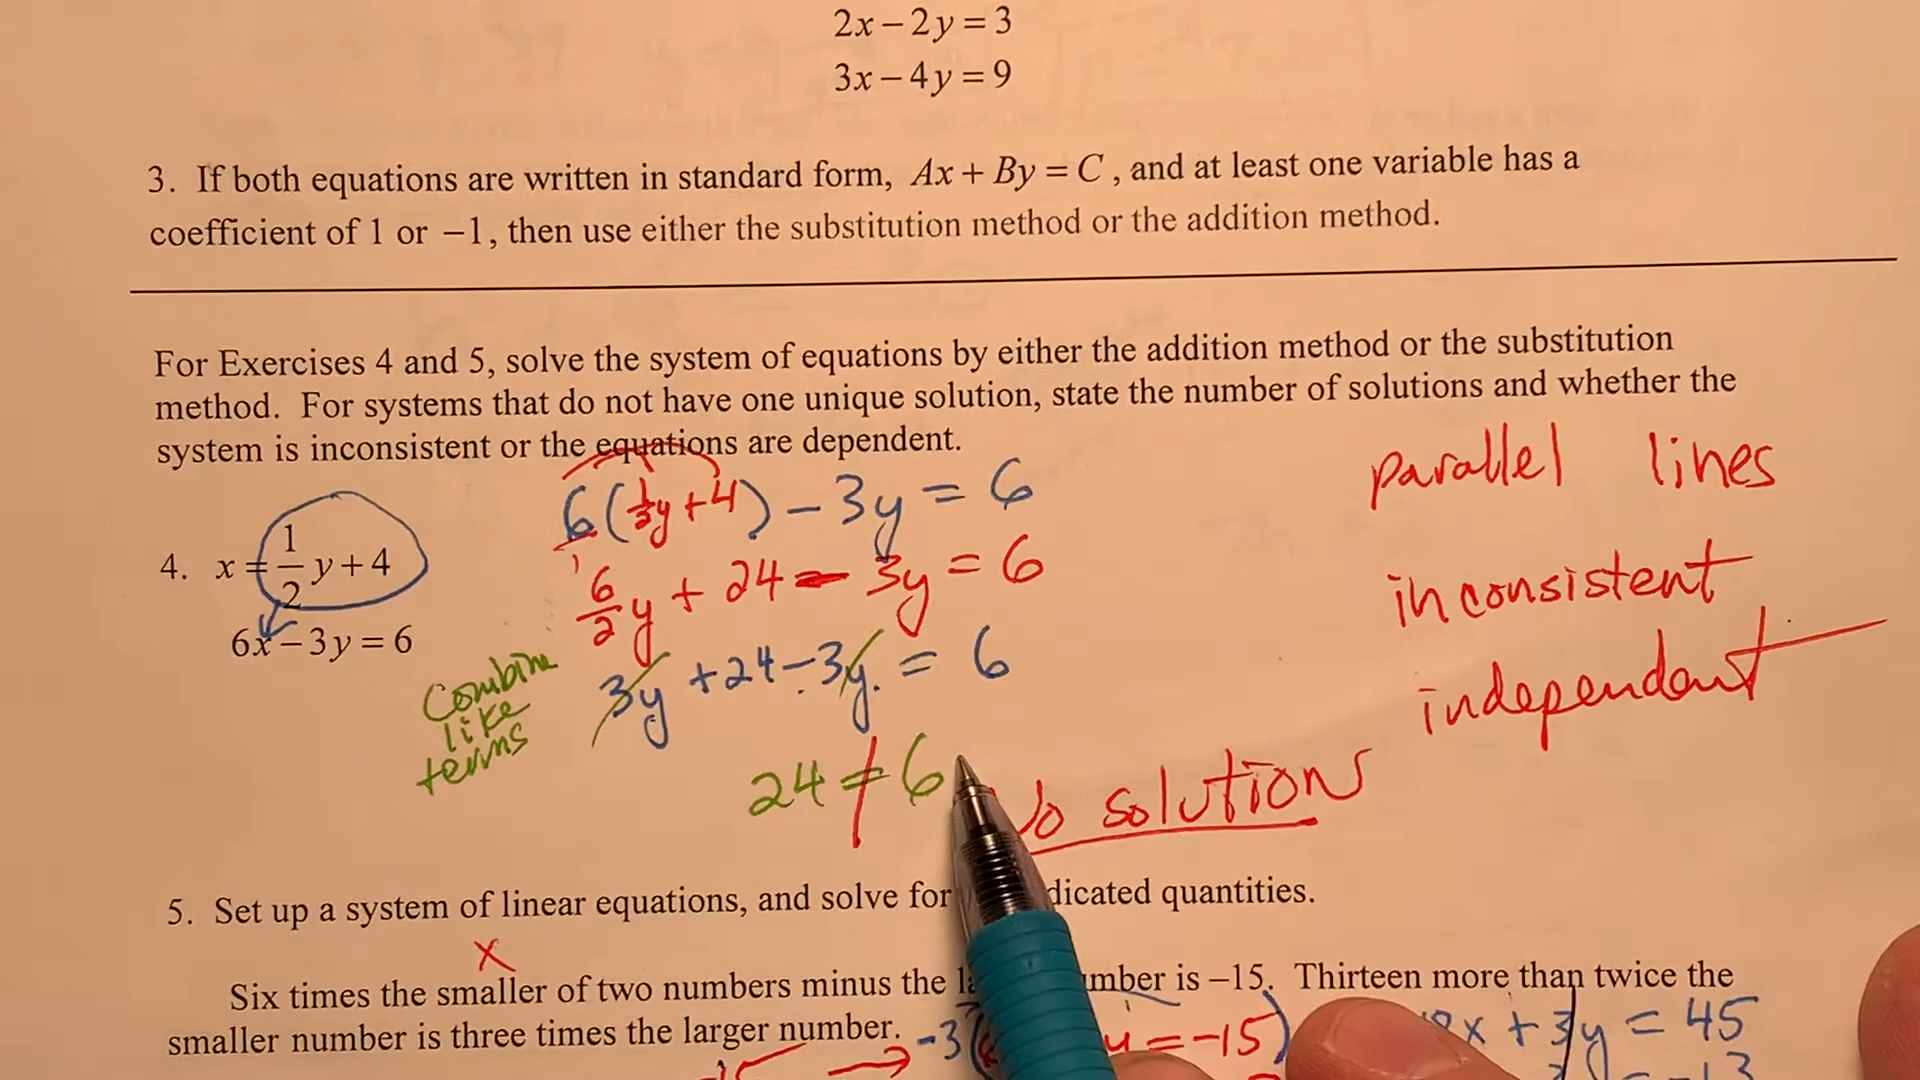 2x − 2y = 3
3x − 4y = 9
3. If both equations are written in standard form, Ax + By = C, and at least one variable has a
coefficient of 1 or −1, then use either the substitution method or the addition method.
For Exercises 4 and 5, solve the system of equations by either the addition method or the substitution
method. For systems that do not have one unique solution, state the number of solutions and whether the
system is inconsistent or the equations are dependent.
4. x = 1/2 y + 4
6x − 3y = 6
6(1/2y + 4) − 3y = 6
6/2 y + 24 − 3y = 6
3y + 24 − 3y = 6
Combine
like
terms
24 ≠ 6
solution
parallel lines
inconsistent
independent
5. Set up a system of linear equations, and solve for
quantities.
x
Six times the smaller of two numbers minus the
is −15. Thirteen more than twice the
smaller number is three times the larger number.
-3(
= -15)
x + 3y = 45